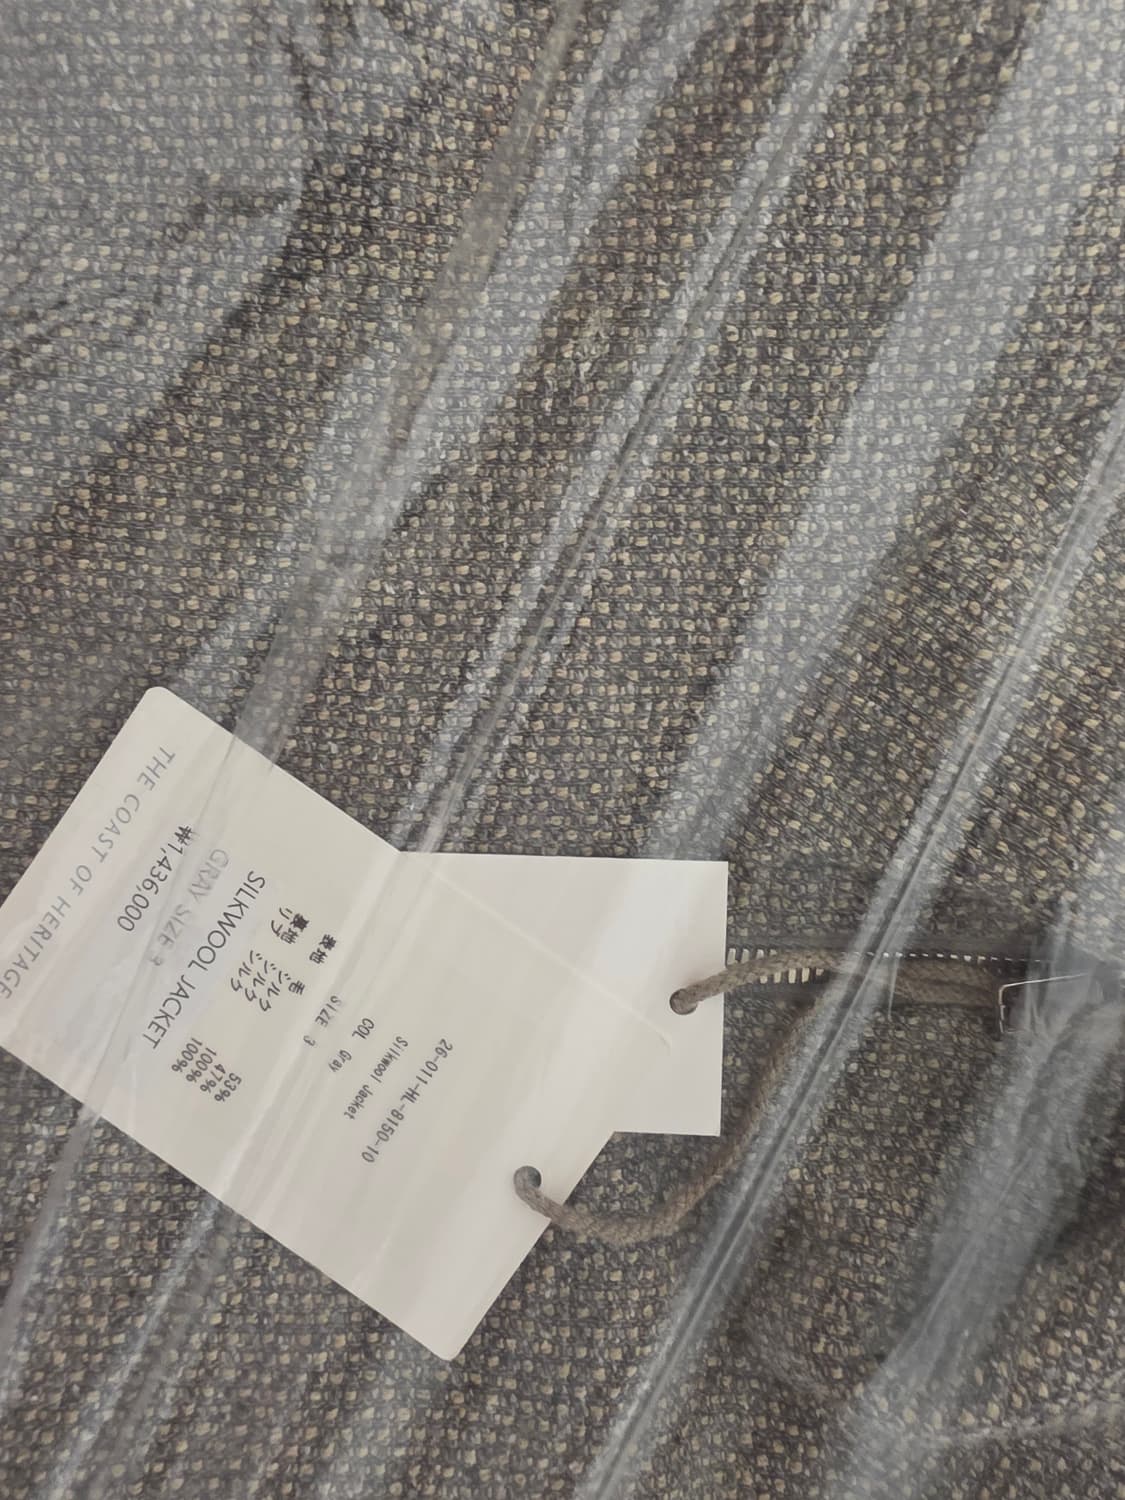 26-011-HL-8150-10
Silkwool Jacket
COL Gray
SIZE 3
表地 毛 53%
シルク 47%
裏地 シルク 100%
リブ シルク 100%
SILKWOOL JACKET
GRAY SIZE 3
₩1,436,000
THE COAST OF HERITAGE